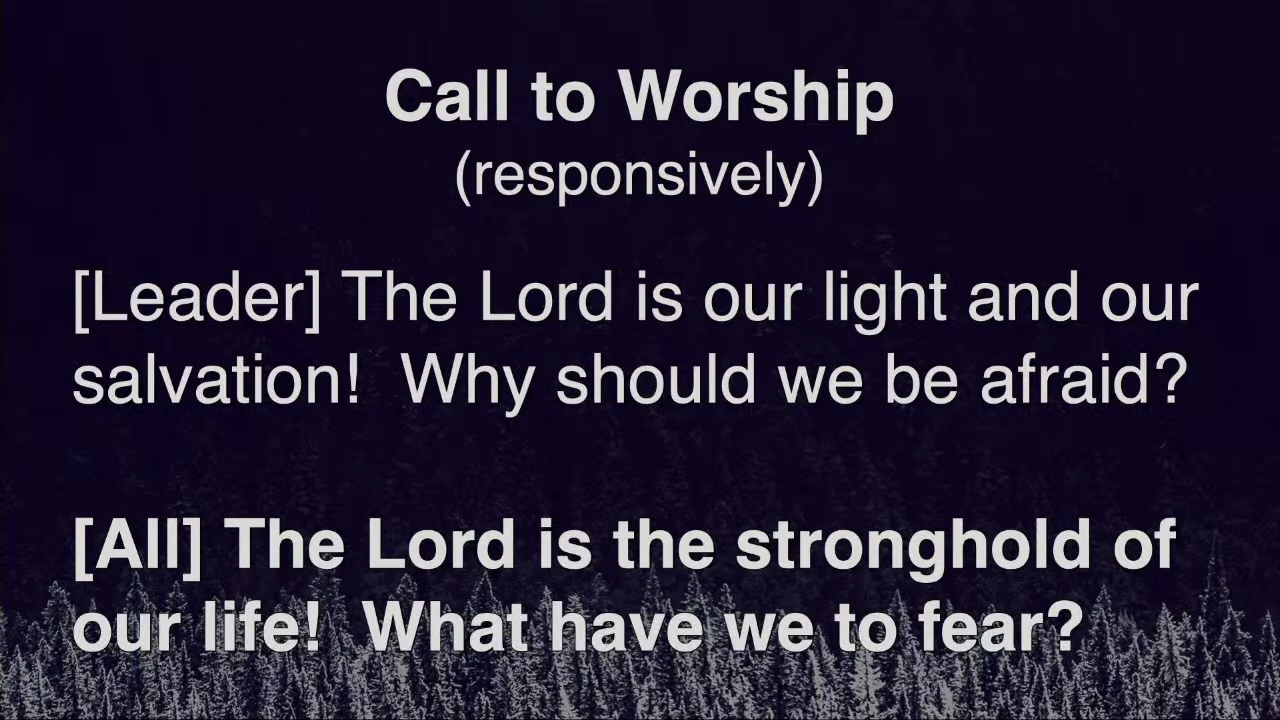 Call to Worship
(responsively)
[Leader] The Lord is our light and our
salvation!  Why should we be afraid?
[All] The Lord is the stronghold of
our life!  What have we to fear?